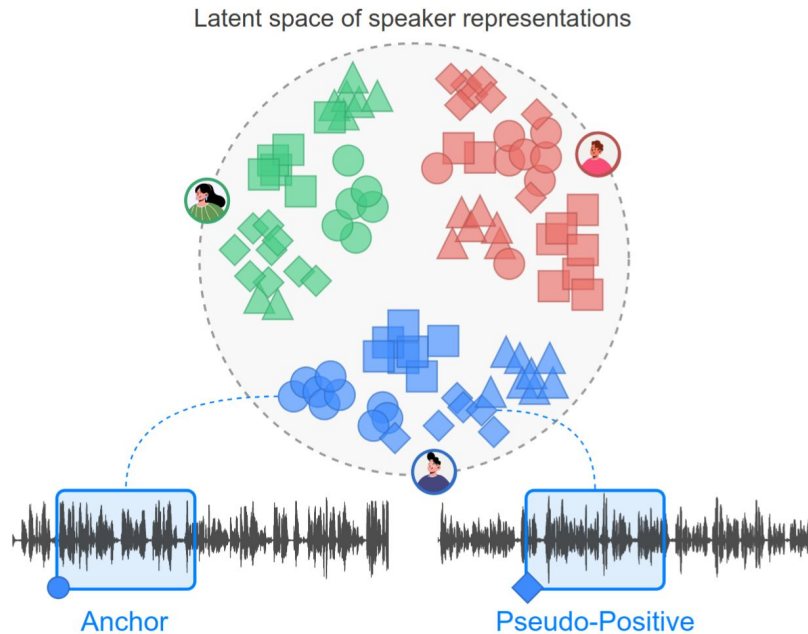 Latent space of speaker representations
Anchor
Pseudo-Positive